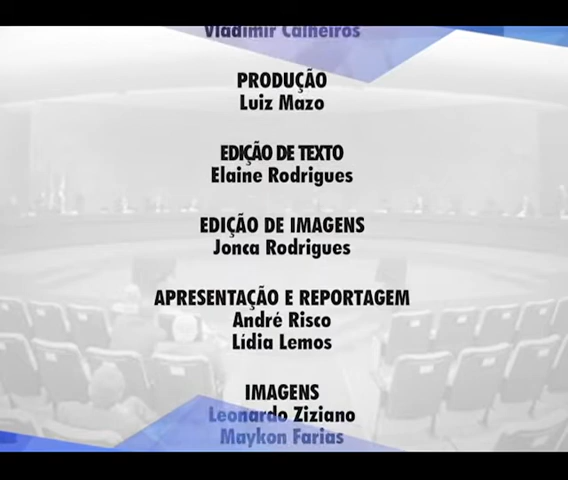 Vladimir Calheiros
PRODUÇÃO
Luiz Mazo
EDIÇÃO DE TEXTO
Elaine Rodrigues
EDIÇÃO DE IMAGENS
Jonca Rodrigues
APRESENTAÇÃO E REPORTAGEM
André Risco
Lídia Lemos
IMAGENS
Leonardo Ziziano
Maykon Farias